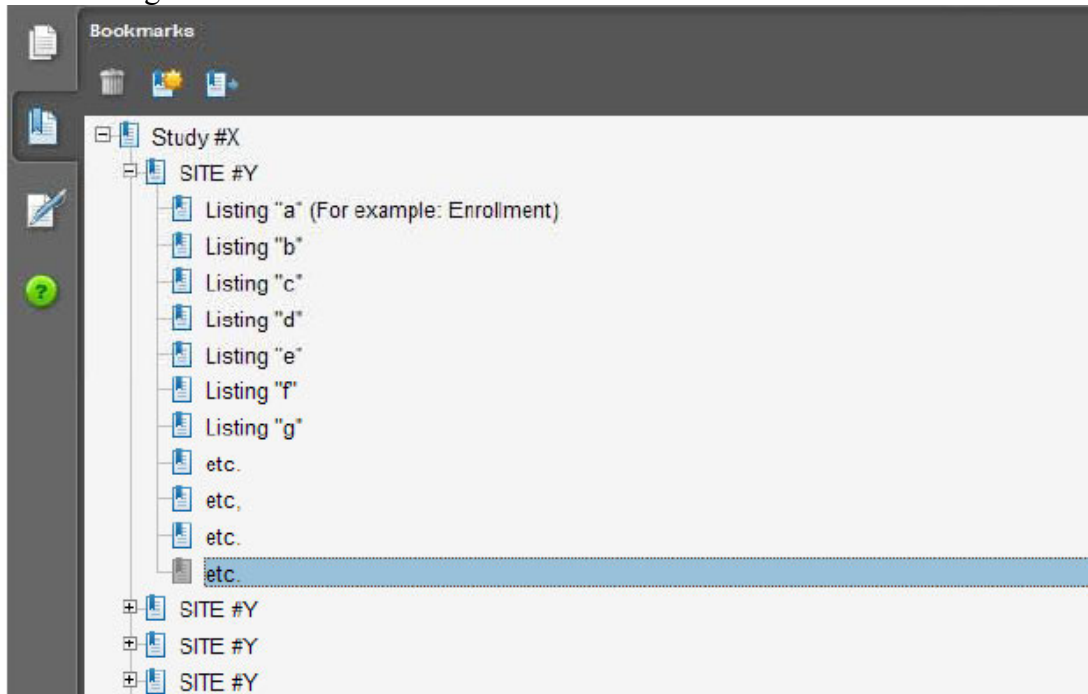 Bookmarks
Study #X
SITE #Y
Listing "a" (For example: Enrollment)
Listing "b"
Listing "c"
Listing "d"
Listing "e"
Listing "f"
Listing "g"
etc.
etc,
etc.
etc.
SITE #Y
SITE #Y
SITE #Y